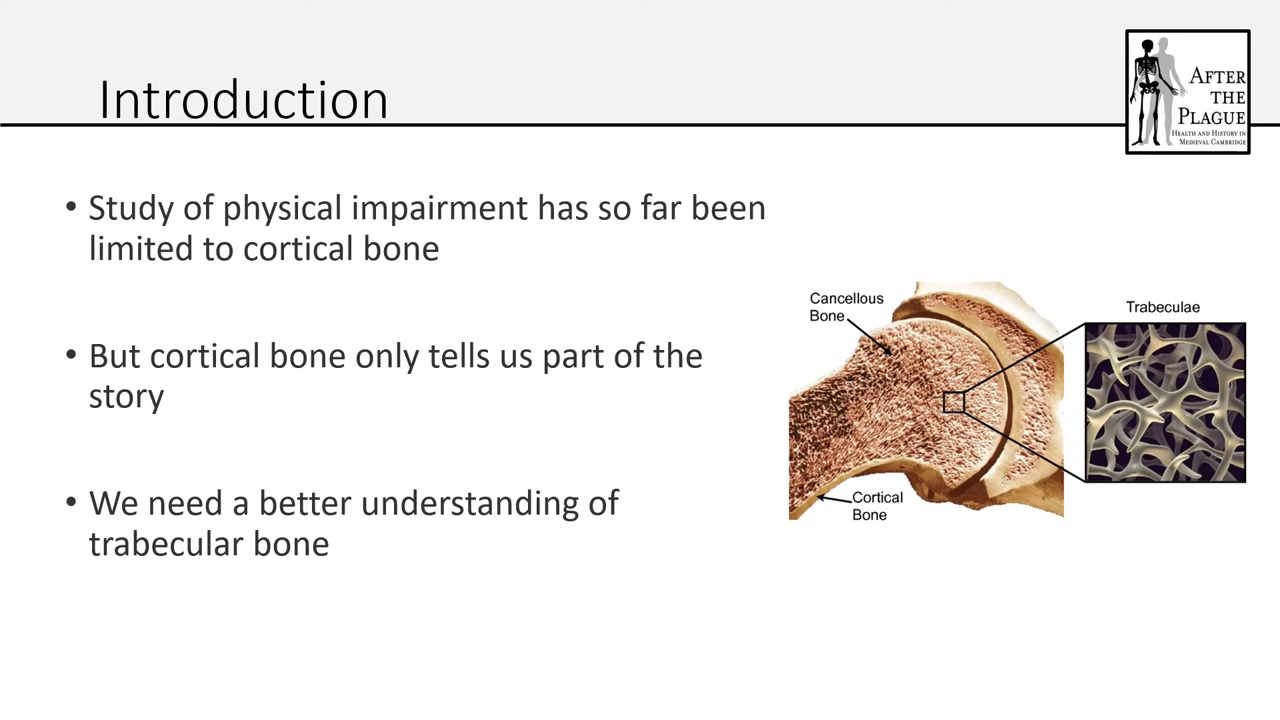 Introduction
AFTER
THE
PLAGUE
HEALTH AND HISTORY IN
MEDIEVAL CAMBRIDGE
• Study of physical impairment has so far been
limited to cortical bone
• But cortical bone only tells us part of the
story
• We need a better understanding of
trabecular bone
Cancellous
Bone
Trabeculae
Cortical
Bone